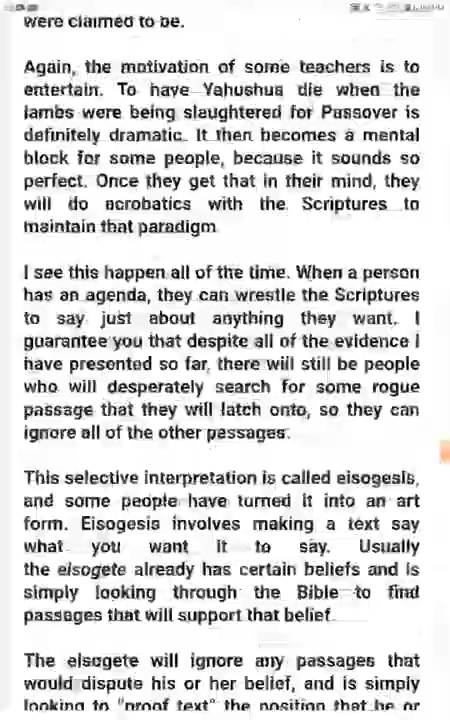 were claimed to be.
Again, the motivation of some teachers is to
entertain. To have Yahushua die when the
lambs were being slaughtered for Passover is
definitely dramatic. It then becomes a mental
block for some people, because it sounds so
perfect. Once they get that in their mind, they
will do acrobatics with the Scriptures to
maintain that paradigm
I see this happen all of the time. When a person
has an agenda, they can wrestle the Scriptures
to say just about anything they want. I
guarantee you that despite all of the evidence I
have presented so far, there will still be people
who will desperately search for some rogue
passage that they will latch onto, so they can
ignore all of the other passages.
This selective interpretation is called eisogesis,
and some people have turned it into an art
form. Eisogesis involves making a text say
what you want it to say. Usually
the eisogete already has certain beliefs and is
simply looking through the Bible to find
passages that will support that belief.
The eisogete will ignore any passages that
would dispute his or her belief, and is simply
looking to "proof text" the position that he or